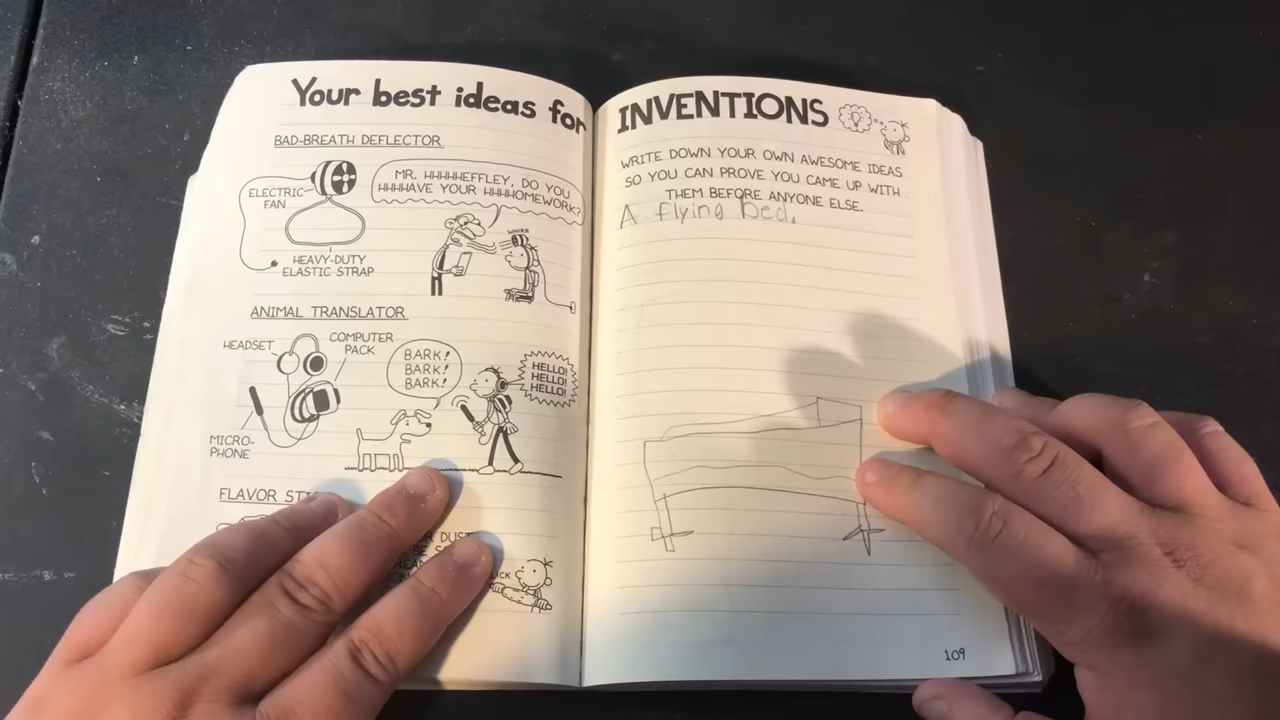 Your best ideas for
BAD-BREATH DEFLECTOR
ELECTRIC
FAN
HEAVY-DUTY
ELASTIC STRAP
MR. HHHHHEFFLEY, DO YOU
HHHHAVE YOUR HHHHOMEWORK?
WHIRR
ANIMAL TRANSLATOR
HEADSET
COMPUTER
PACK
MICRO-
PHONE
BARK!
BARK!
BARK!
HELLO!
HELLO!
HELLO!
FLAVOR
DUST
BE
INVENTIONS
WRITE DOWN YOUR OWN AWESOME IDEAS
SO YOU CAN PROVE YOU CAME UP WITH
THEM BEFORE ANYONE ELSE.
A flying bed.
109